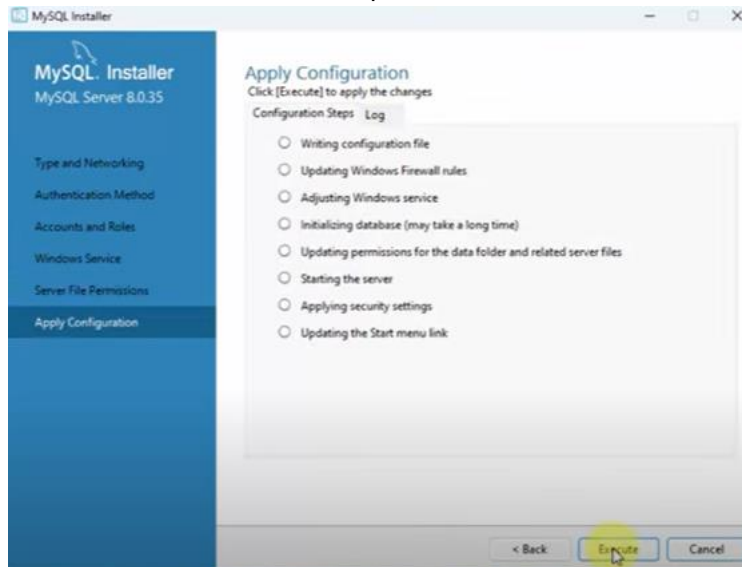 MySQL Installer
MySQL. Installer
MySQL Server 8.0.35
Type and Networking
Authentication Method
Accounts and Roles
Windows Service
Server File Permissions
Apply Configuration
Apply Configuration
Click [Execute] to apply the changes
Configuration Steps Log
Writing configuration file
Updating Windows Firewall rules
Adjusting Windows service
Initializing database (may take a long time)
Updating permissions for the data folder and related server files
Starting the server
Applying security settings
Updating the Start menu link
< Back Execute Cancel